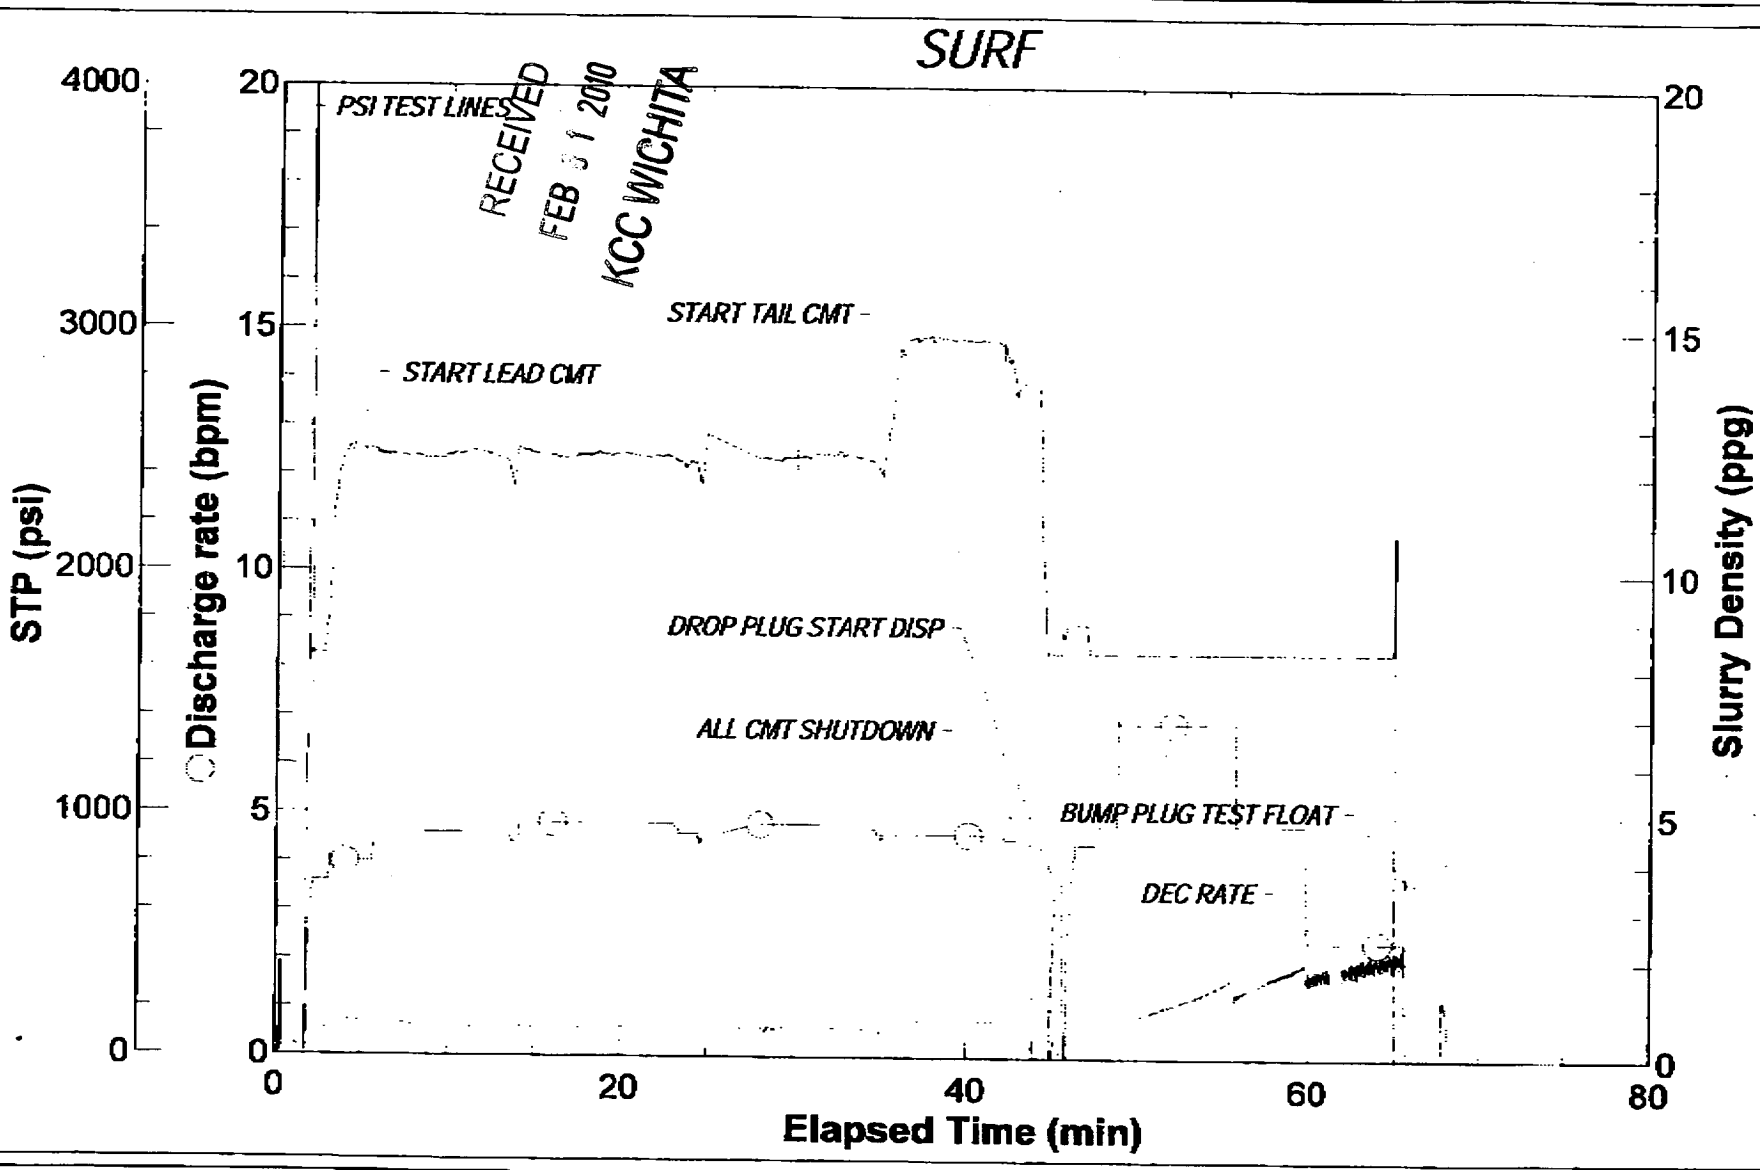 SURF
4000
20
20
PSI TEST LINES
RECEIVED
FEB 1 2010
KCC WICHITA
START TAIL CMT
3000
15
15
START LEAD CMT
STP (psi)
Discharge rate (bpm)
Slurry Density (ppg)
2000
10
10
DROP PLUG START DISP
ALL CMT SHUTDOWN
1000
5
5
BUMP PLUG TEST FLOAT
DEC RATE
0
0
0
0
20
40
60
80
Elapsed Time (min)